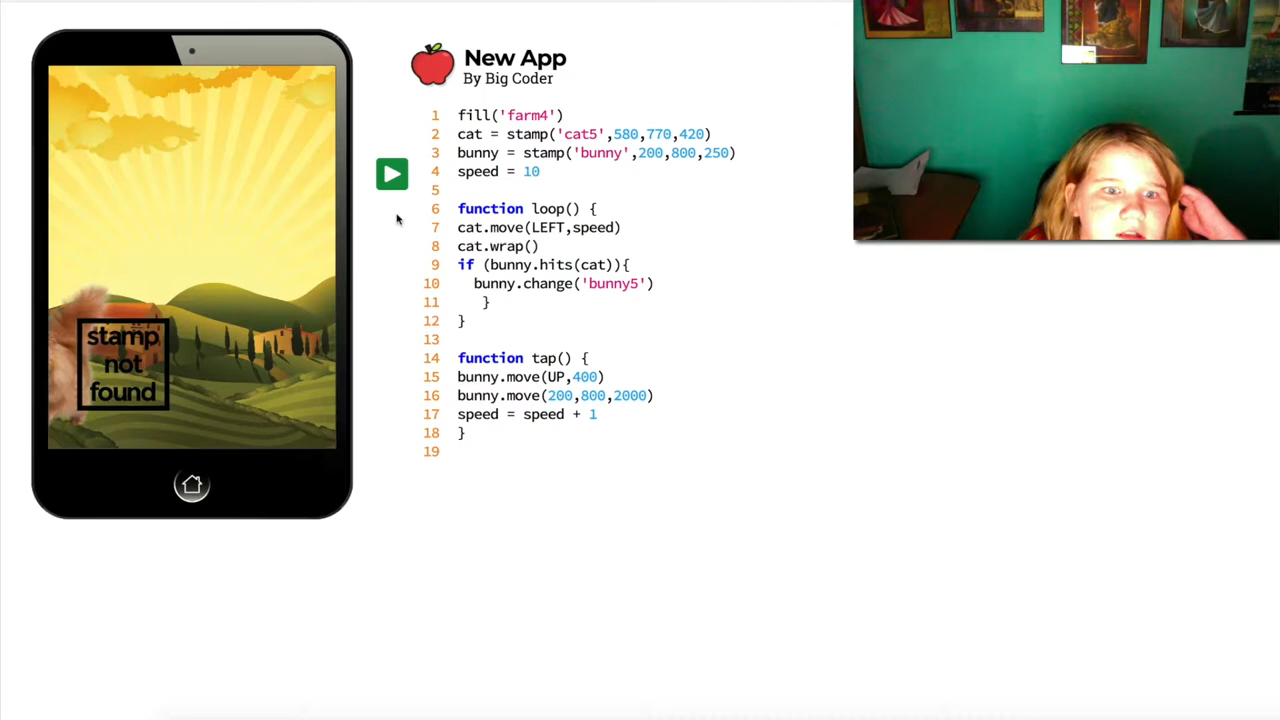 New App
By Big Coder
1 fill('farm4')
2 cat = stamp('cat5',580,770,420)
3 bunny = stamp('bunny',200,800,250)
4 speed = 10
5
6 function loop() {
7 cat.move(LEFT,speed)
8 cat.wrap()
9 if (bunny.hits(cat)){
10 bunny.change('bunny5')
11 }
12 }
13
14 function tap() {
15 bunny.move(UP,400)
16 bunny.move(200,800,2000)
17 speed = speed + 1
18 }
19
stamp
not
found